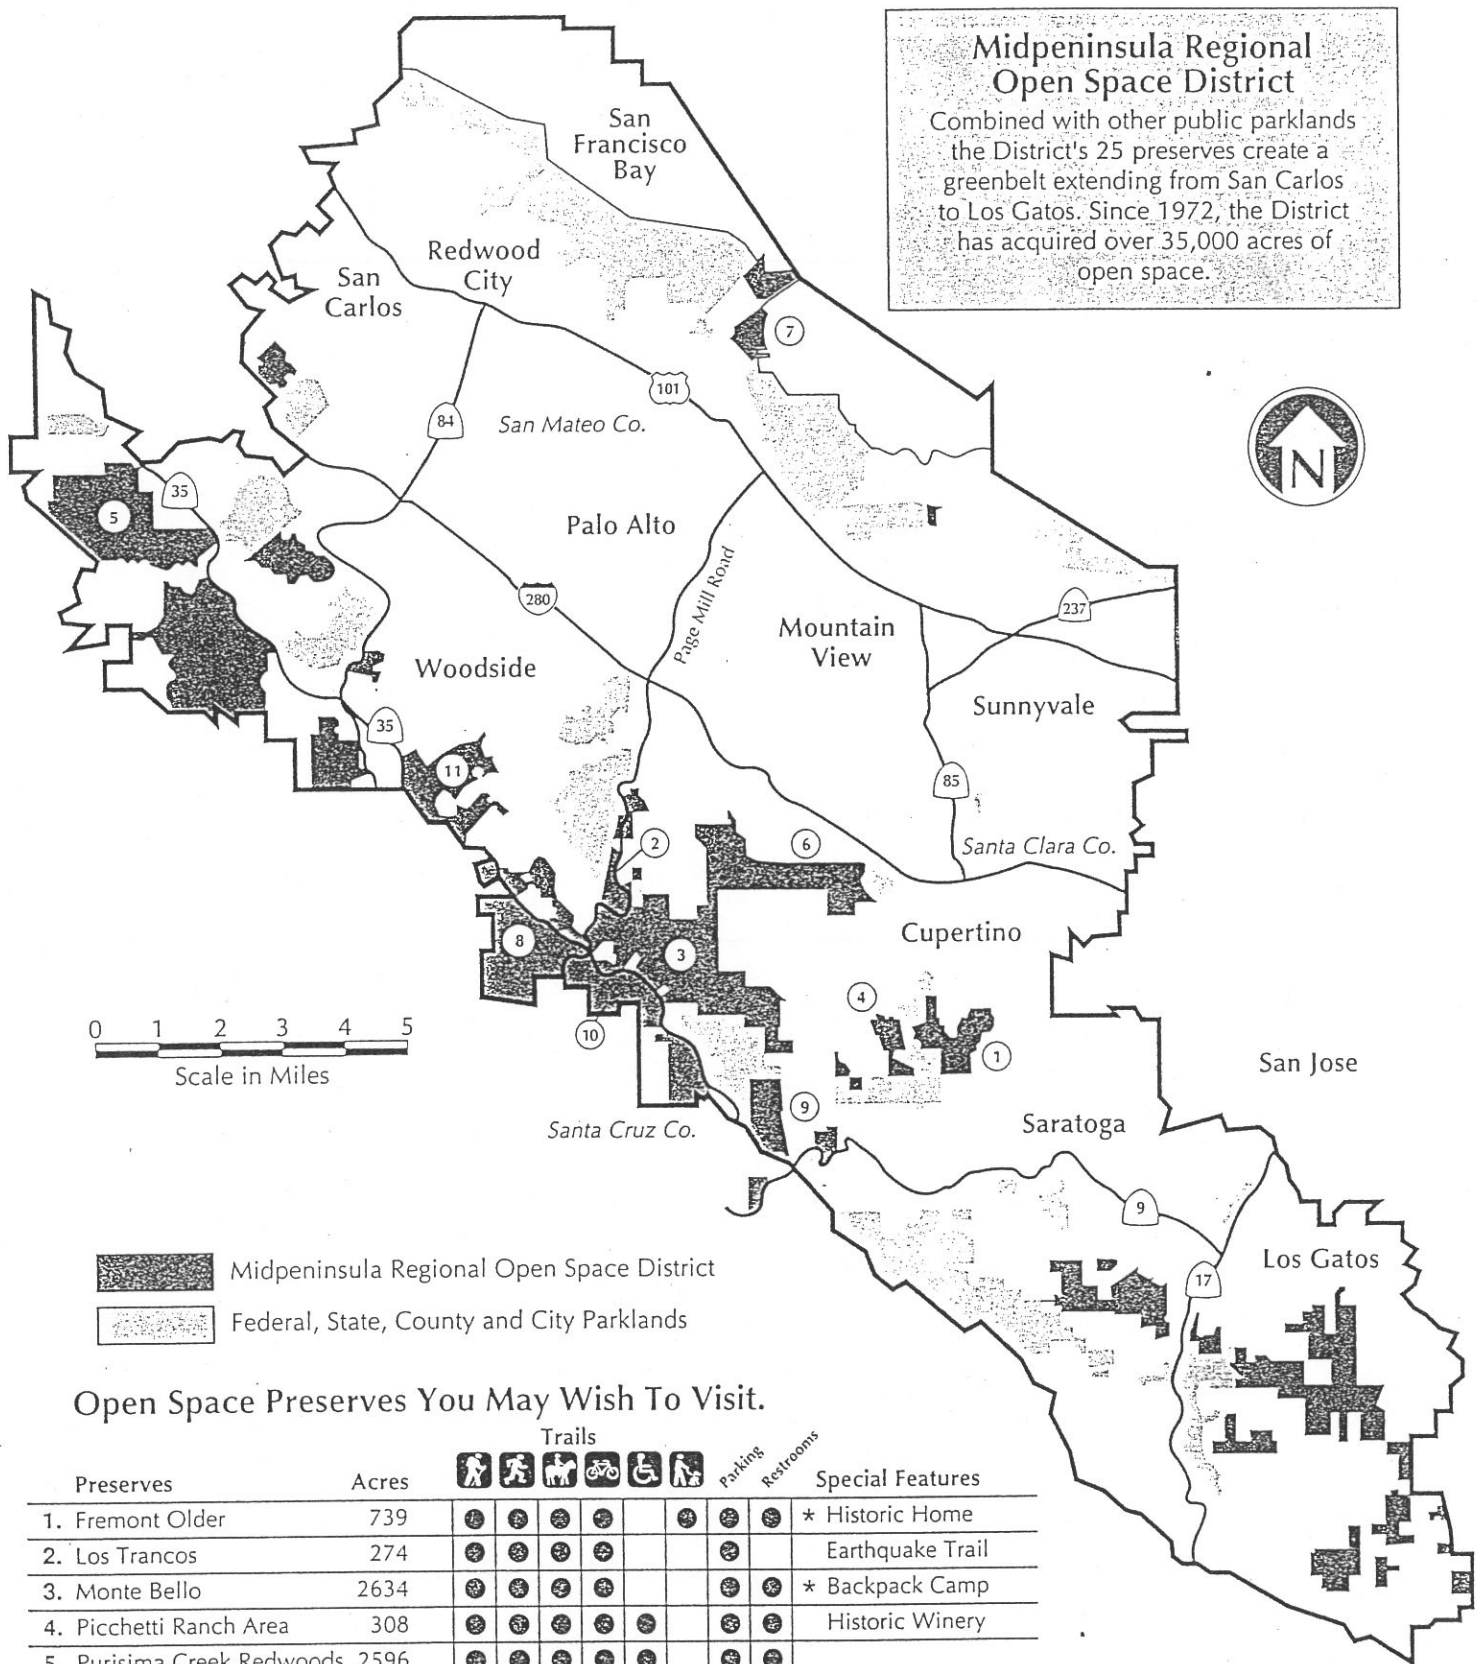 Midpeninsula Regional
Open Space District
Combined with other public parklands
the District's 25 preserves create a
greenbelt extending from San Carlos
to Los Gatos. Since 1972, the District
has acquired over 35,000 acres of
open space.
San
Francisco
Bay
Redwood
City
San
Carlos
7
101
84
San Mateo Co.
N
35
5
Palo Alto
Page Mill Road
280
237
Mountain
View
Woodside
Sunnyvale
35
11
85
2
6
Santa Clara Co.
Cupertino
8
3
4
10
1
0 1 2 3 4 5
Scale in Miles
San Jose
9
Santa Cruz Co.
Saratoga
9
Los Gatos
17
Midpeninsula Regional Open Space District
Federal, State, County and City Parklands
Open Space Preserves You May Wish To Visit.
Trails
Preserves Acres Parking Restrooms Special Features
1. Fremont Older 739 * Historic Home
2. Los Trancos 274 Earthquake Trail
3. Monte Bello 2634 * Backpack Camp
4. Picchetti Ranch Area 308 Historic Winery
5. Purisima Creek Redwoods 2596